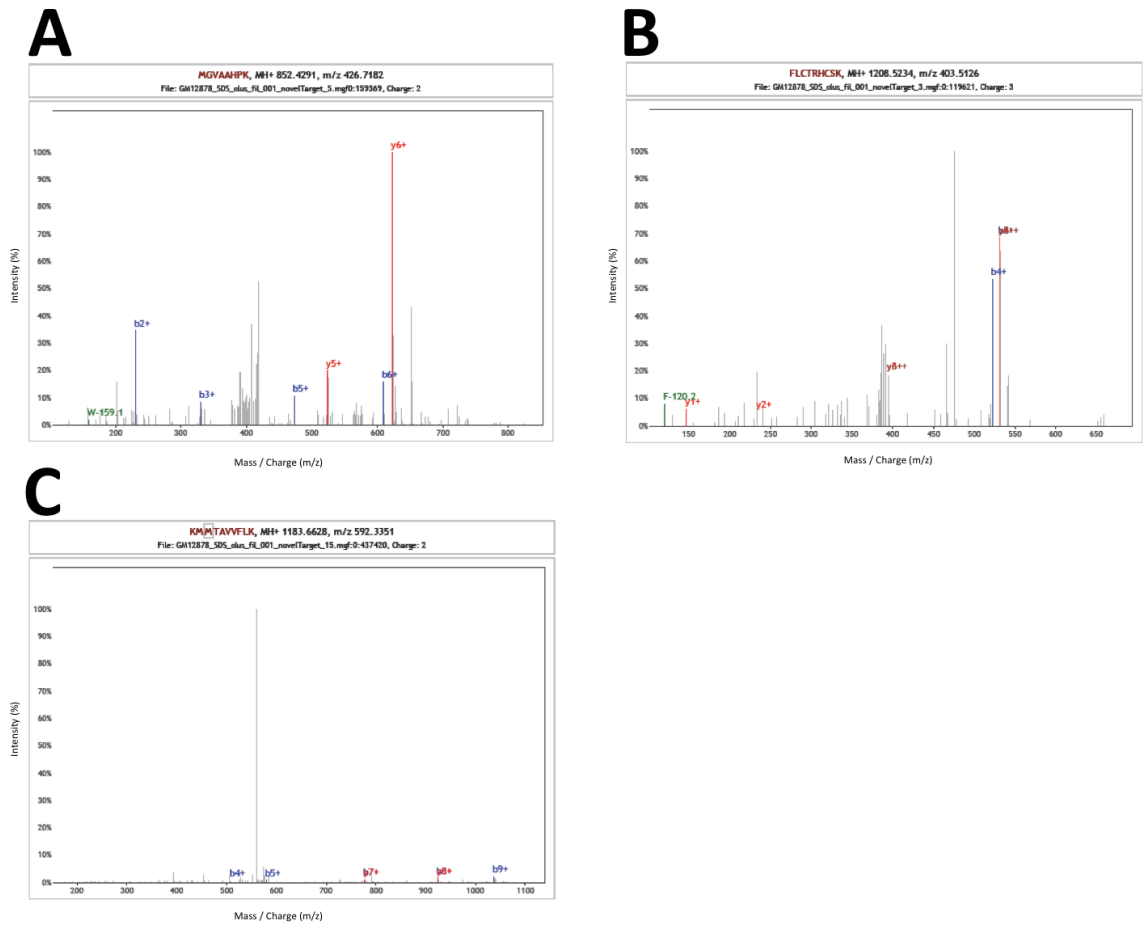 A
MGVAAHPK, MH+ 852.4291, m/z 426.7182
File: GM12878_SDS_olus_fil_001_novelTarget_5.mgf:0:159369, Charge: 2
Intensity (%)
100%
90%
80%
70%
60%
50%
40%
30%
20%
10%
0%
y6+
b2+
y5+
b6+
b5+
b3+
W-159.1
200 300 400 500 600 700 800
Mass / Charge (m/z)
B
FLCTRHCSK, MH+ 1208.5234, m/z 403.5126
File: GM12878_SDS_olus_fil_001_novelTarget_3.mgf:0:119621, Charge: 3
Intensity (%)
100%
90%
80%
70%
60%
50%
40%
30%
20%
10%
0%
b4+
F-120.2
y1+
y2+
150 200 250 300 350 400 450 500 550 600 650
Mass / Charge (m/z)
C
KMMTAVVFLK, MH+ 1183.6628, m/z 592.3351
File: GM12878_SDS_olus_fil_001_novelTarget_15.mgf:0:437420, Charge: 2
Intensity (%)
100%
90%
80%
70%
60%
50%
40%
30%
20%
10%
0%
b4+
b5+
b7+
b8+
b9+
200 300 400 500 600 700 800 900 1000 1100
Mass / Charge (m/z)